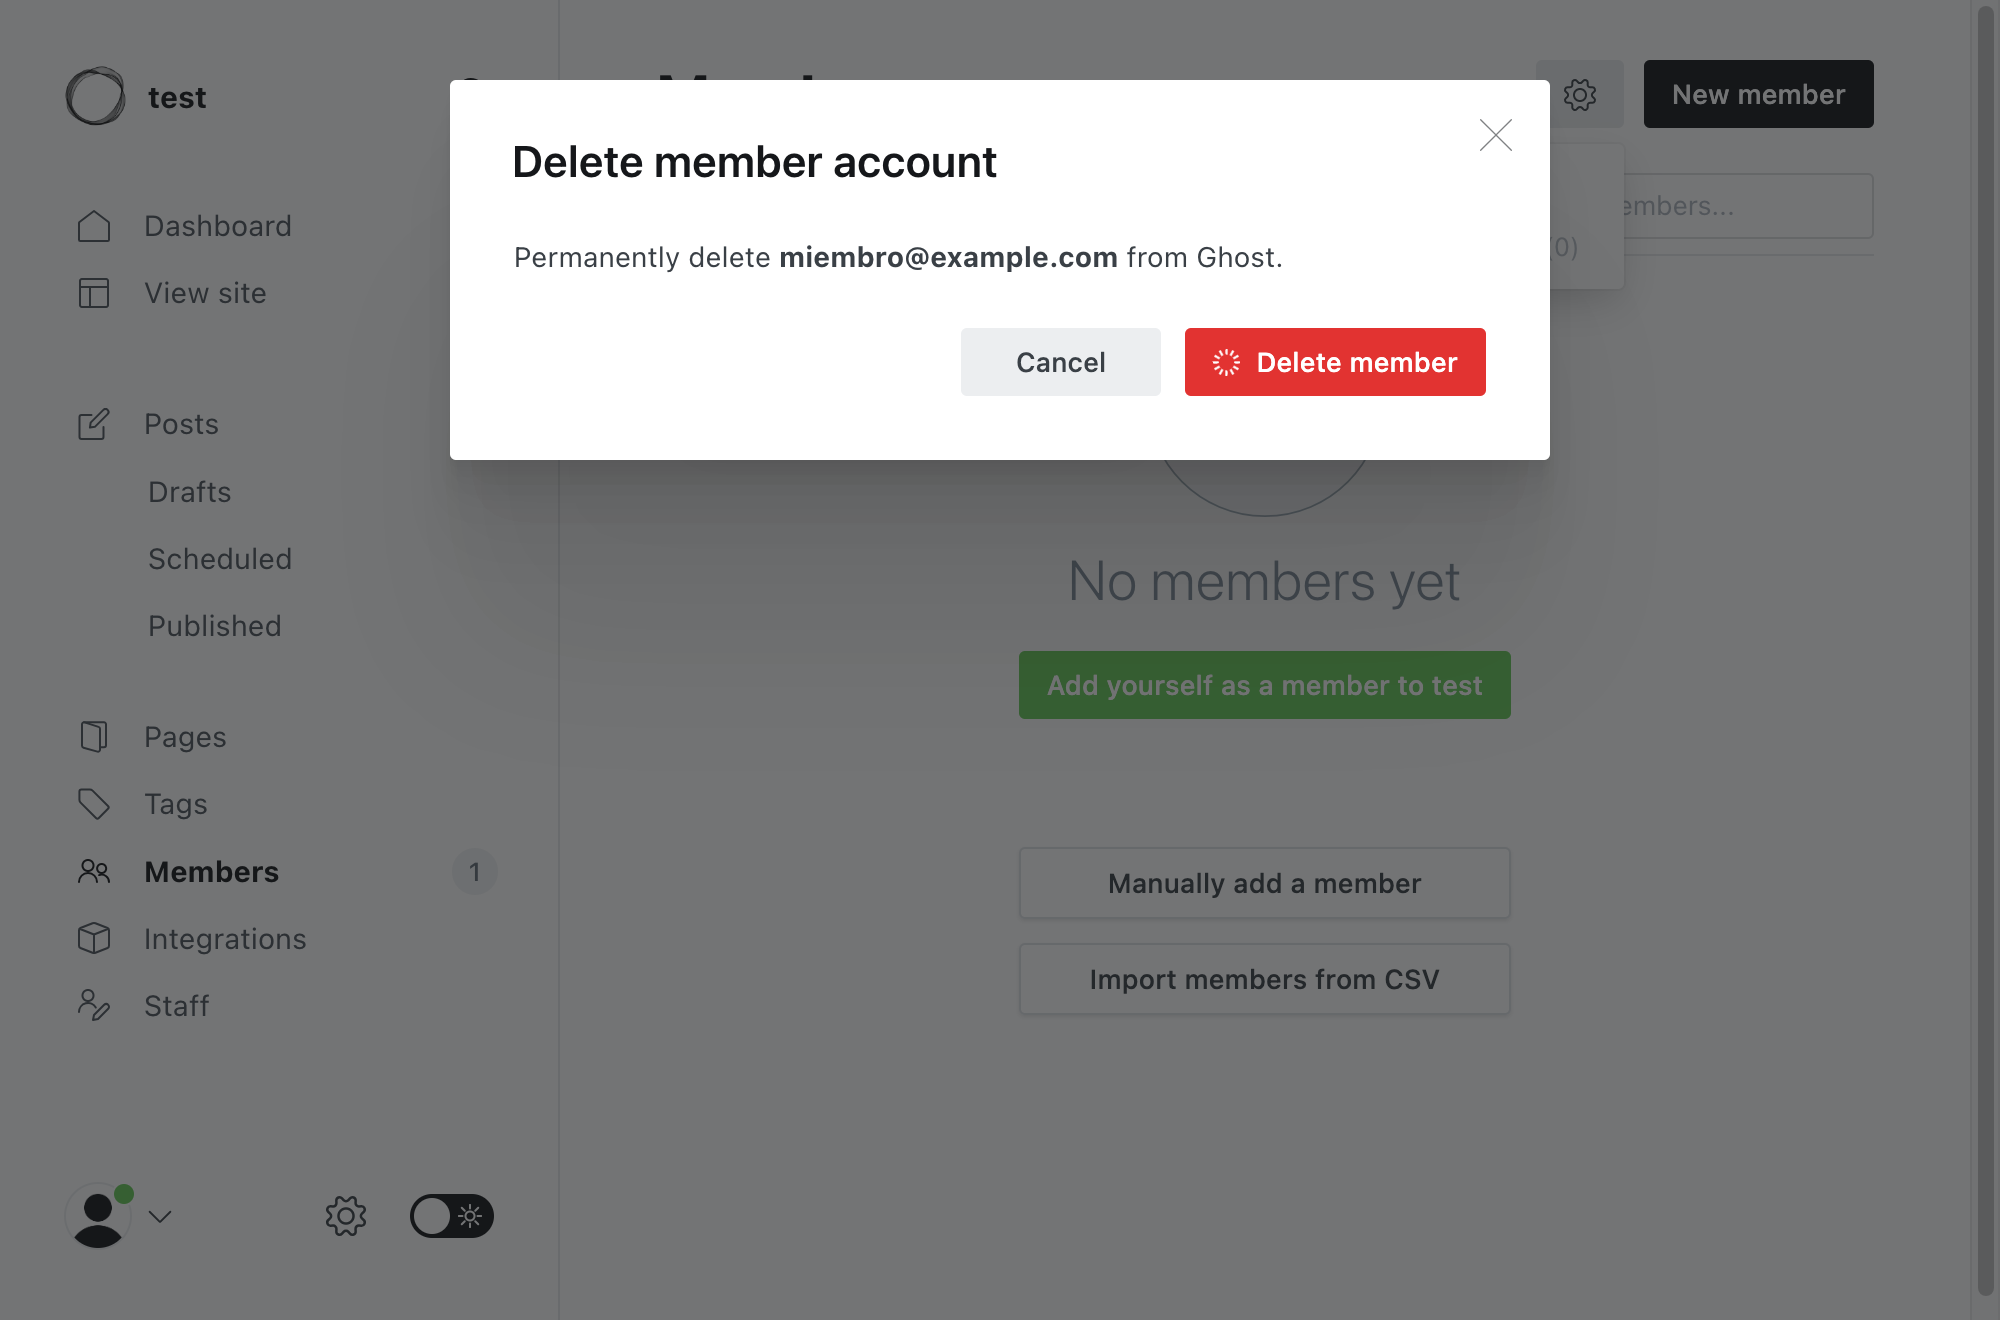 test
New member
Delete member account
embers...
(0)
Permanently delete miembro@example.com from Ghost.
Cancel
Delete member
Dashboard
View site
Posts
Drafts
Scheduled
Published
Pages
Tags
Members
1
Integrations
Staff
No members yet
Add yourself as a member to test
Manually add a member
Import members from CSV